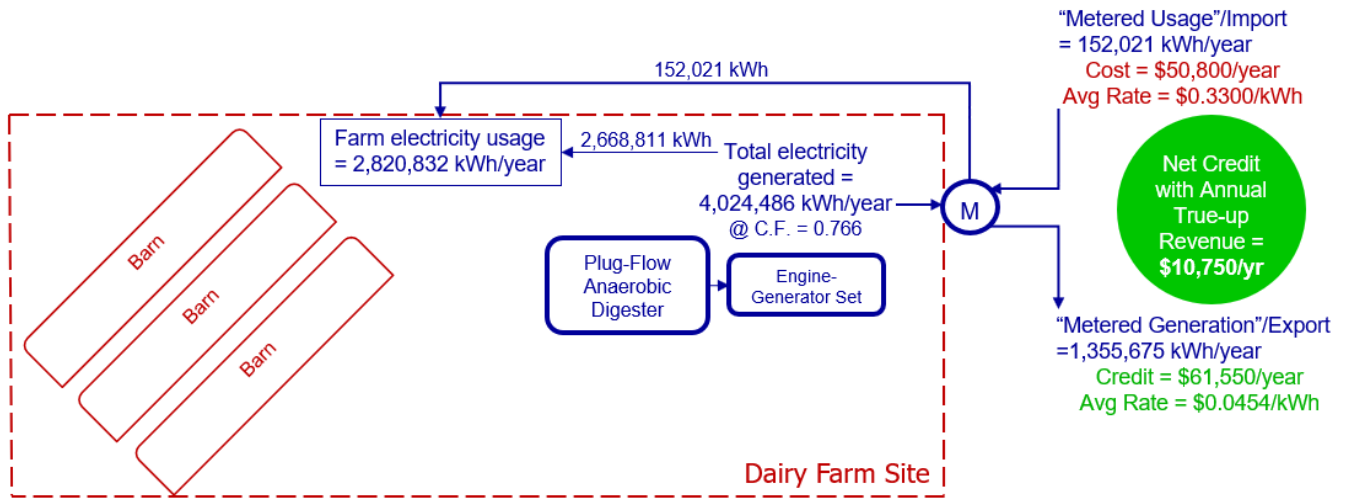 “Metered Usage”/Import
= 152,021 kWh/year
Cost = $50,800/year
Avg Rate = $0.3300/kWh
152,021 kWh
Farm electricity usage
= 2,820,832 kWh/year
2,668,811 kWh
Total electricity
generated =
4,024,486 kWh/year
@ C.F. = 0.766
M
Net Credit
with Annual
True-up
Revenue =
$10,750/yr
Barn
Barn
Barn
Plug-Flow
Anaerobic
Digester
Engine-
Generator Set
“Metered Generation”/Export
=1,355,675 kWh/year
Credit = $61,550/year
Avg Rate = $0.0454/kWh
Dairy Farm Site